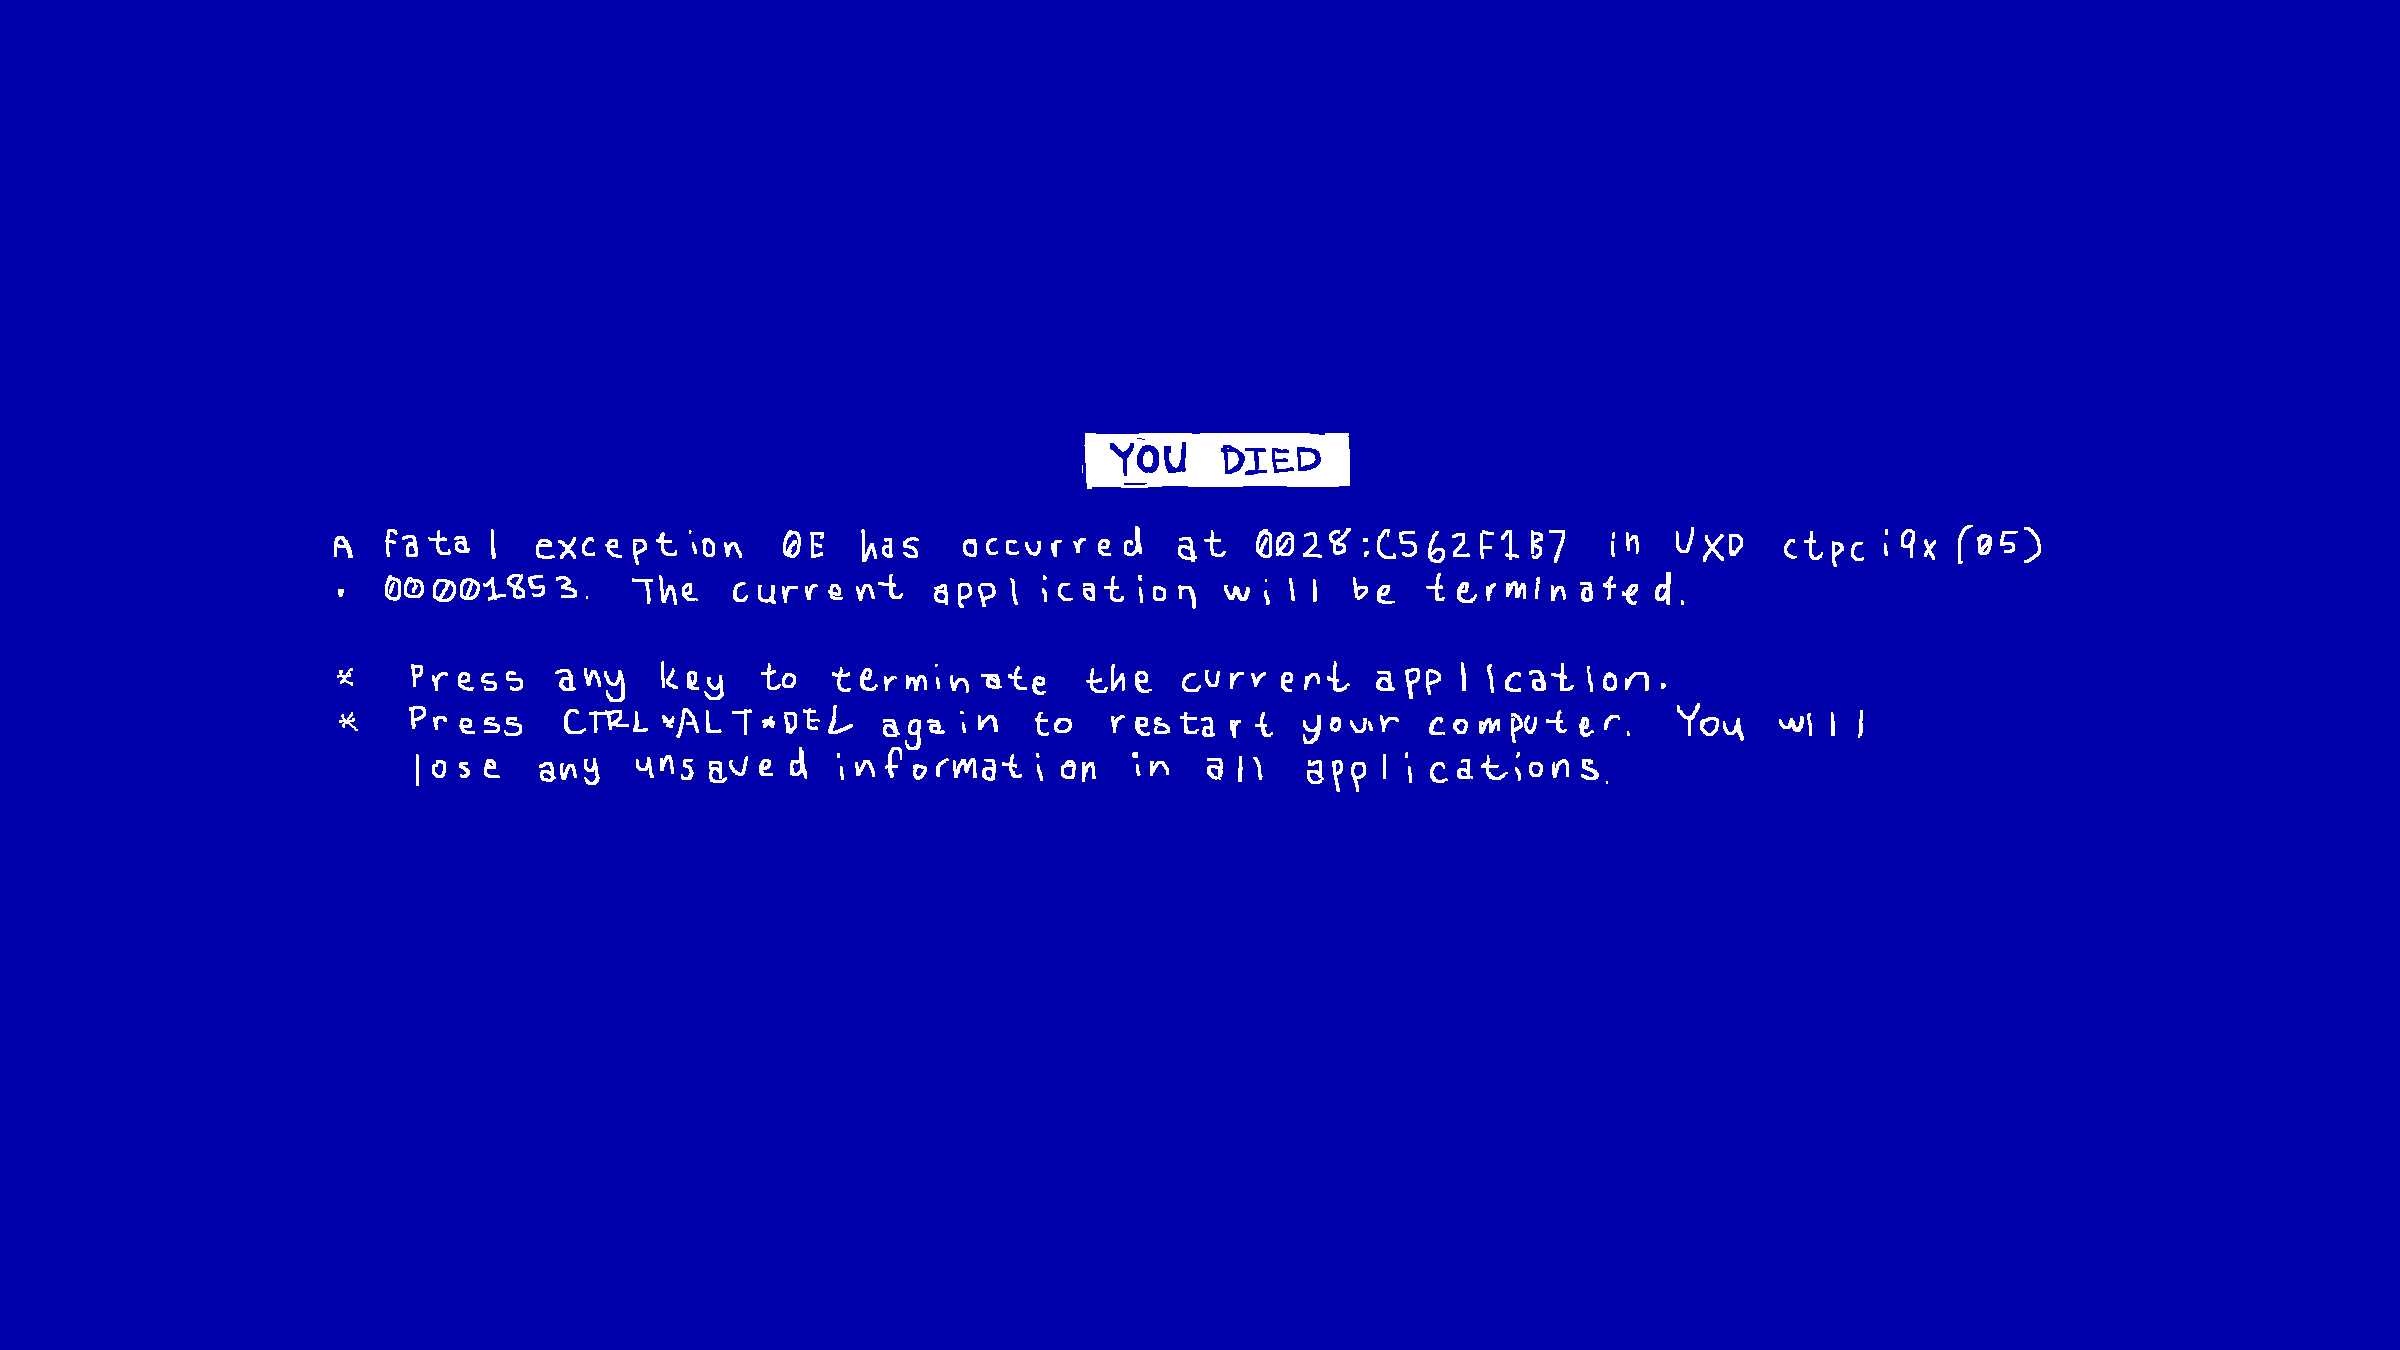 YOU DIED
A fatal exception 0E has occurred at 0028:C562F1B7 in UXD ctpci9x(05)
. 00001853. The current application will be terminated.
* Press any key to terminate the current application.
* Press CTRL*ALT*DEL again to restart your computer. You will
lose any unsaved information in all applications.